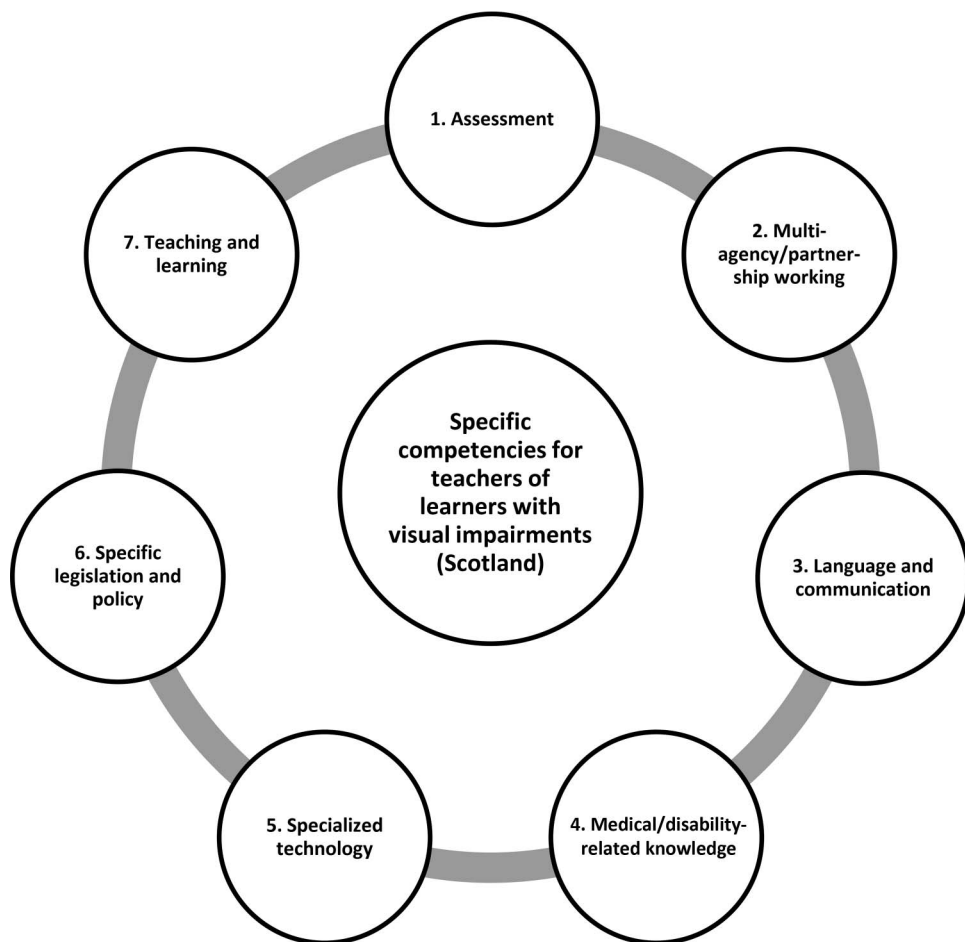 1. Assessment
2. Multi-
agency/partner-
ship working
3. Language and
communication
4. Medical/disability-
related knowledge
5. Specialized
technology
6. Specific
legislation and
policy
7. Teaching and
learning
Specific
competencies for
teachers of
learners with
visual impairments
(Scotland)